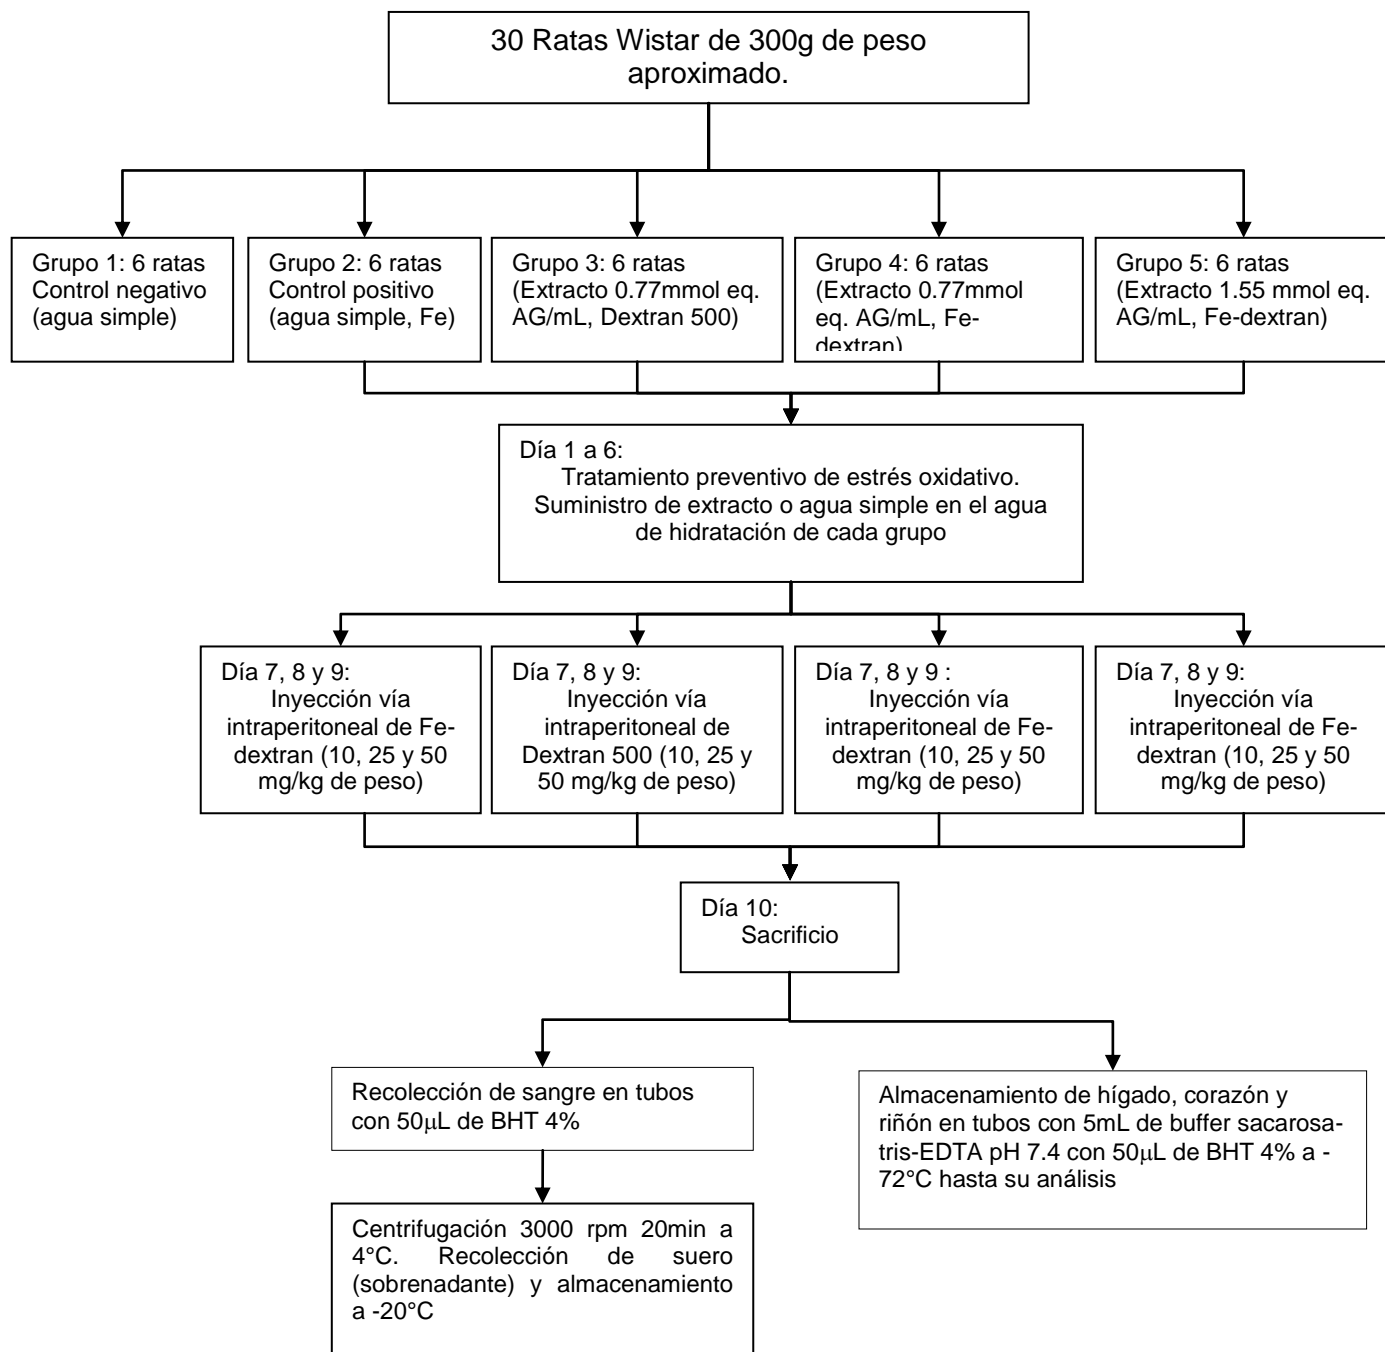 30 Ratas Wistar de 300g de peso
aproximado.
Grupo 1: 6 ratas
Control negativo
(agua simple)
Grupo 2: 6 ratas
Control positivo
(agua simple, Fe)
Grupo 3: 6 ratas
(Extracto 0.77mmol eq.
AG/mL, Dextran 500)
Grupo 4: 6 ratas
(Extracto 0.77mmol
eq. AG/mL, Fe-
dextran)
Grupo 5: 6 ratas
(Extracto 1.55 mmol eq.
AG/mL, Fe-dextran)
Día 1 a 6:
Tratamiento preventivo de estrés oxidativo.
Suministro de extracto o agua simple en el agua
de hidratación de cada grupo
Día 7, 8 y 9:
Inyección vía
intraperitoneal de Fe-
dextran (10, 25 y 50
mg/kg de peso)
Día 7, 8 y 9:
Inyección vía
intraperitoneal de
Dextran 500 (10, 25 y
50 mg/kg de peso)
Día 7, 8 y 9 :
Inyección vía
intraperitoneal de Fe-
dextran (10, 25 y 50
mg/kg de peso)
Día 7, 8 y 9:
Inyección vía
intraperitoneal de Fe-
dextran (10, 25 y 50
mg/kg de peso)
Día 10:
Sacrificio
Recolección de sangre en tubos
con 50µL de BHT 4%
Almacenamiento de hígado, corazón y
riñón en tubos con 5mL de buffer sacarosa-
tris-EDTA pH 7.4 con 50µL de BHT 4% a -
72°C hasta su análisis
Centrifugación 3000 rpm 20min a
4°C. Recolección de suero
(sobrenadante) y almacenamiento
a -20°C